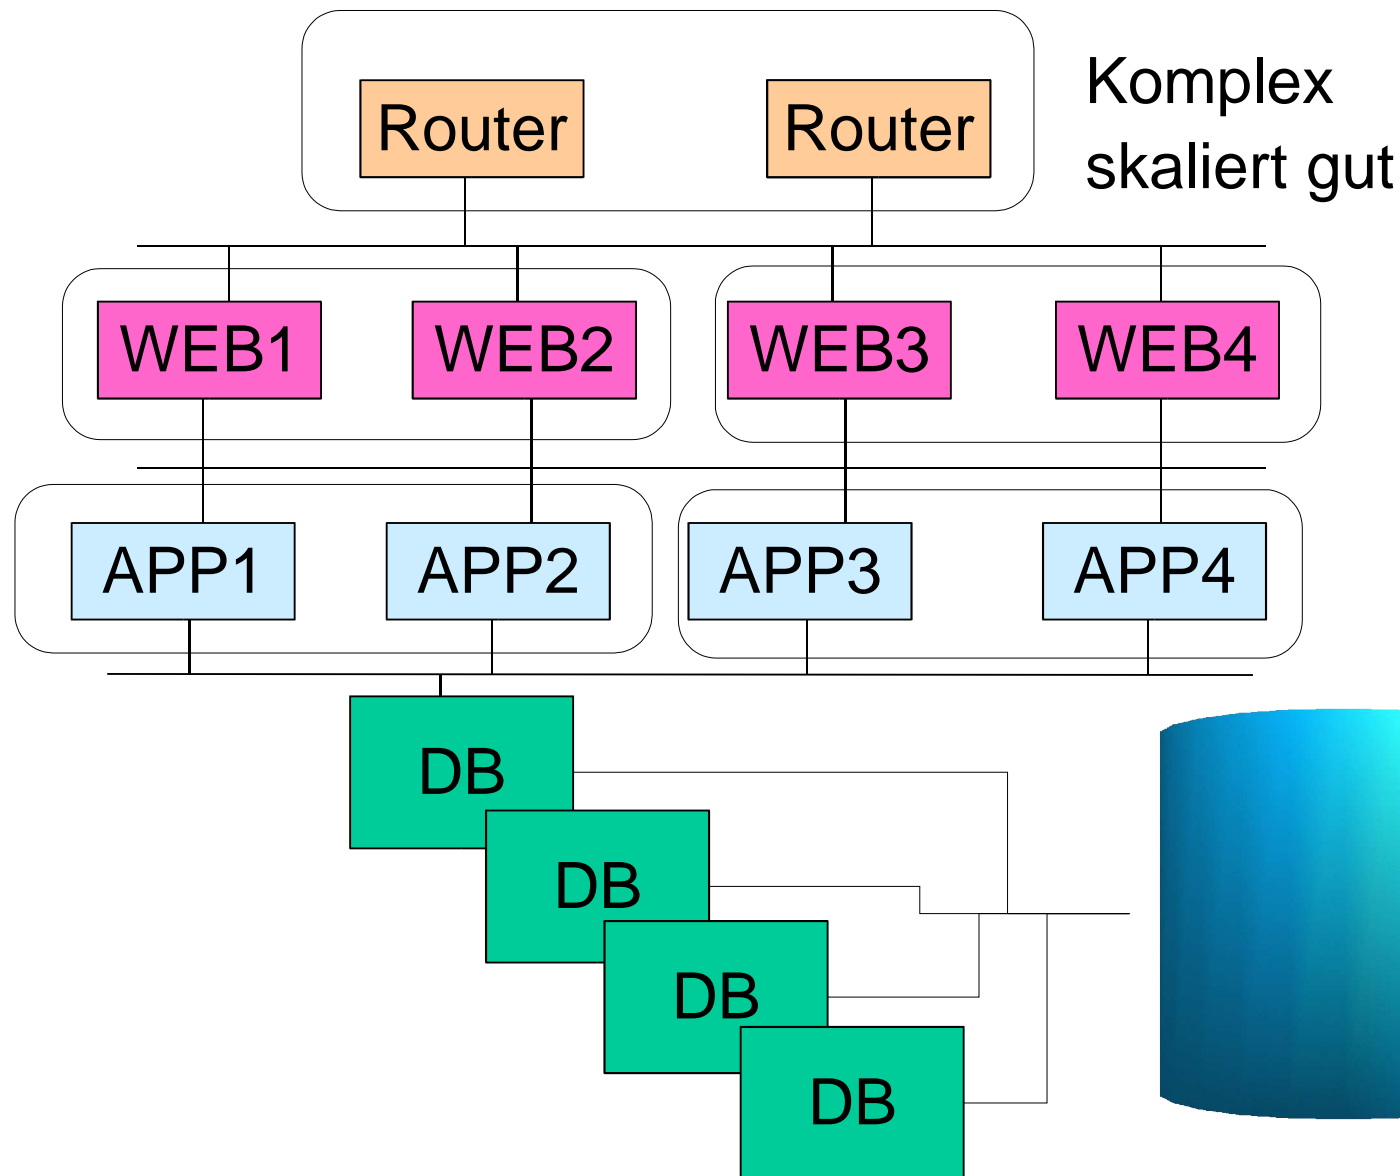 Router
Router
Komplex
skaliert gut
WEB1
WEB2
WEB3
WEB4
APP1
APP2
APP3
APP4
DB
DB
DB
DB